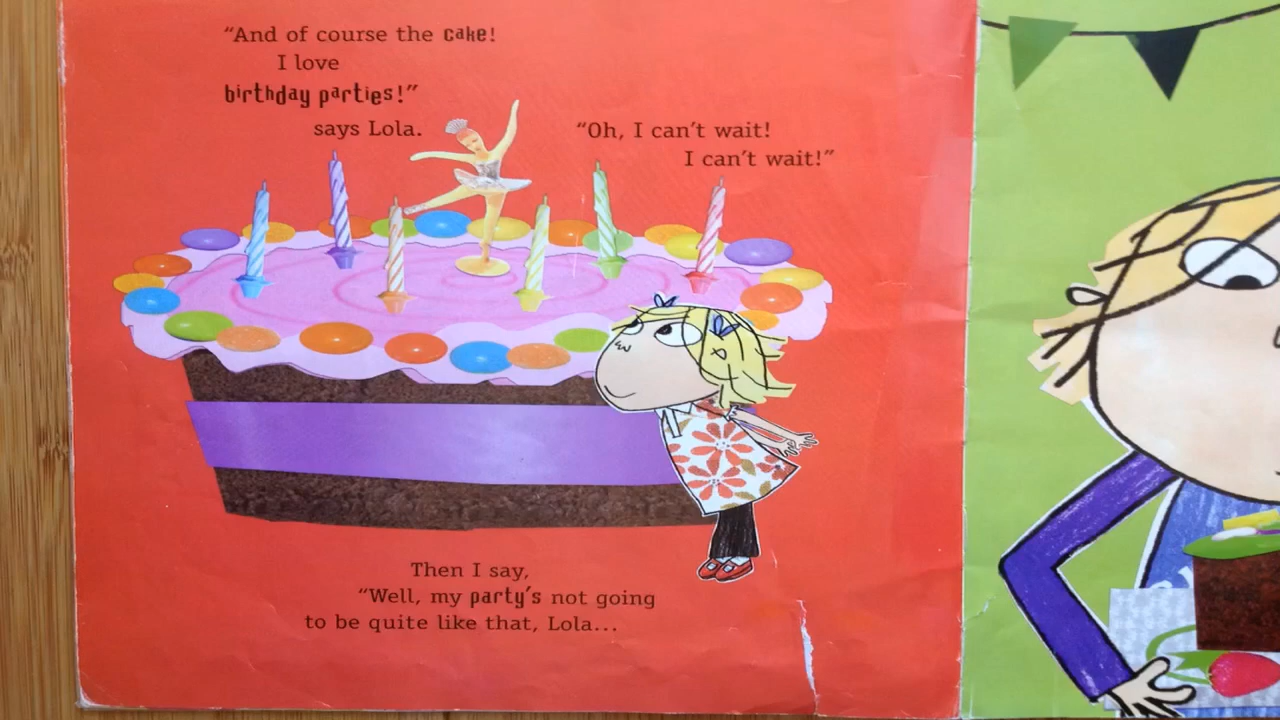 “And of course the cake!
I love
birthday parties!”
says Lola.
“Oh, I can’t wait!
I can’t wait!”
Then I say,
“Well, my party’s not going
to be quite like that, Lola...